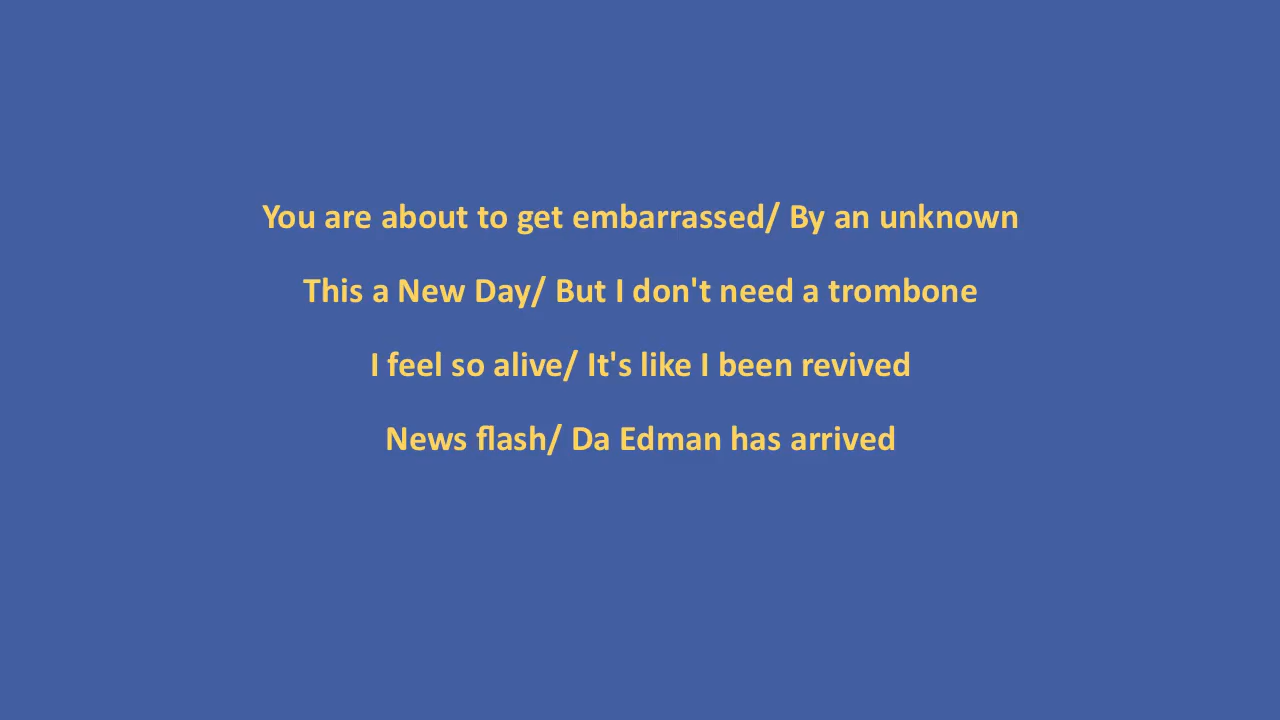 You are about to get embarrassed/ By an unknown
This a New Day/ But I don't need a trombone
I feel so alive/ It's like I been revived
News flash/ Da Edman has arrived